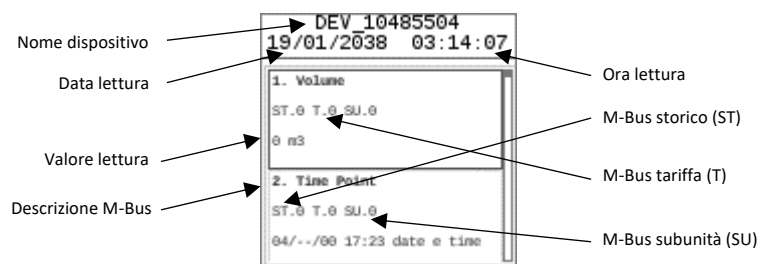 Nome dispositivo
Data lettura
Valore lettura
Descrizione M-Bus
DEV_10485504
19/01/2038 03:14:07
1. Volume
ST.0 T.0 SU.0
0 m3
2. Time Point
ST.0 T.0 SU.0
04/--/00 17:23 date e time
Ora lettura
M-Bus storico (ST)
M-Bus tariffa (T)
M-Bus subunità (SU)